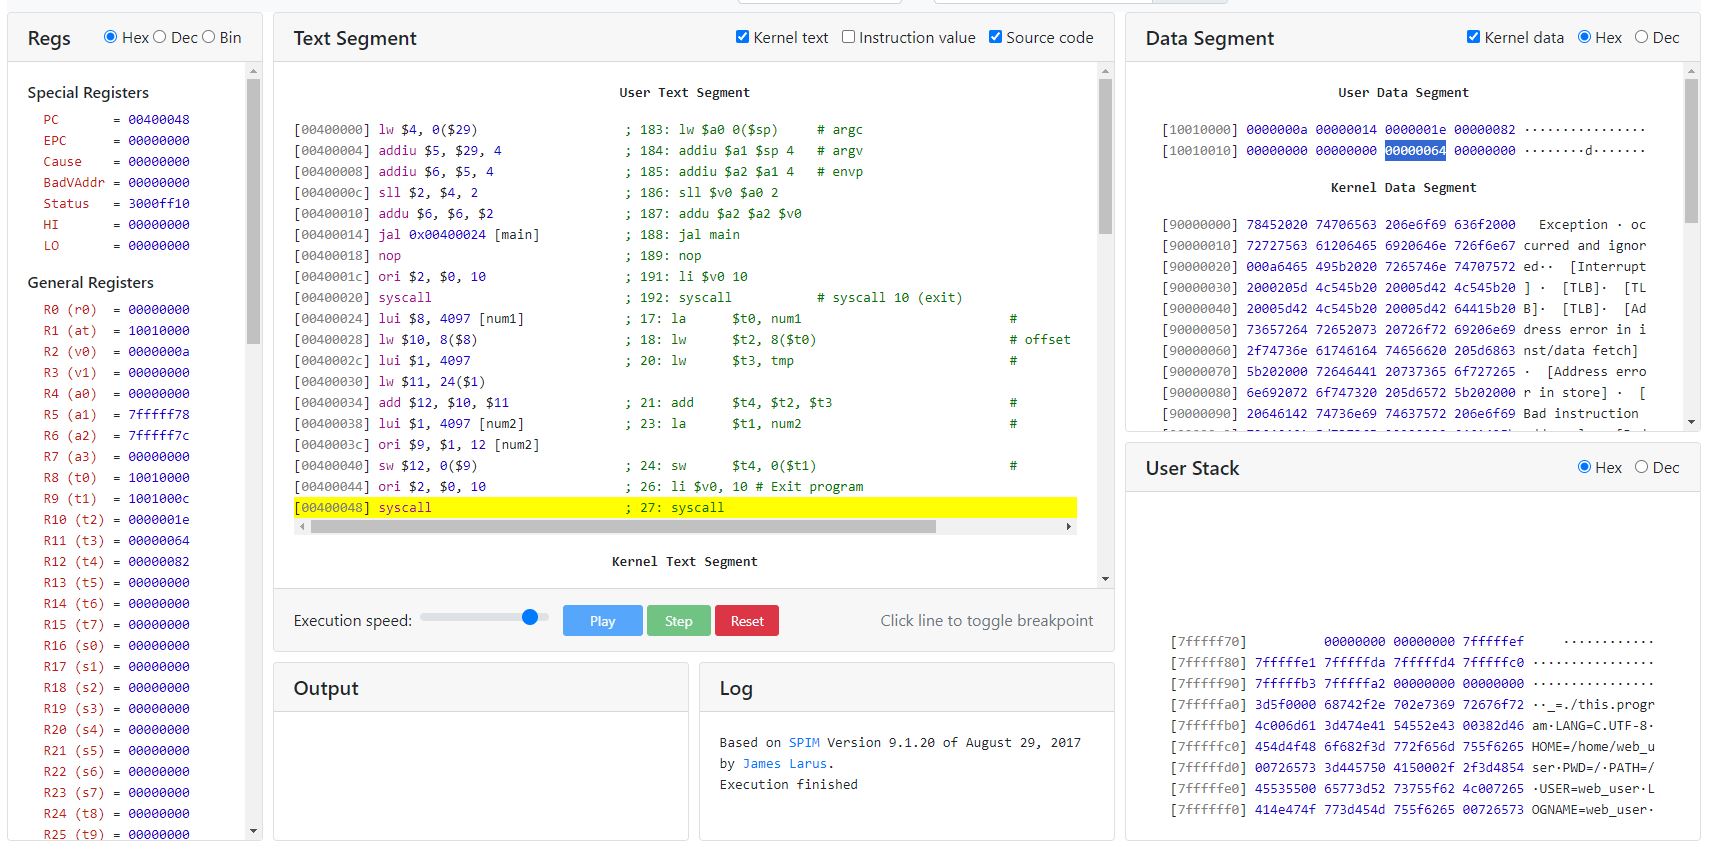 Regs
Hex Dec Bin
Special Registers
PC = 00400048
EPC = 00000000
Cause = 00000000
BadVAddr = 00000000
Status = 3000ff10
HI = 00000000
LO = 00000000
General Registers
R0 (r0) = 00000000
R1 (at) = 10010000
R2 (v0) = 0000000a
R3 (v1) = 00000000
R4 (a0) = 00000000
R5 (a1) = 7fffff78
R6 (a2) = 7fffff7c
R7 (a3) = 00000000
R8 (t0) = 10010000
R9 (t1) = 1001000c
R10 (t2) = 0000001e
R11 (t3) = 00000064
R12 (t4) = 00000082
R13 (t5) = 00000000
R14 (t6) = 00000000
R15 (t7) = 00000000
R16 (s0) = 00000000
R17 (s1) = 00000000
R18 (s2) = 00000000
R19 (s3) = 00000000
R20 (s4) = 00000000
R21 (s5) = 00000000
R22 (s6) = 00000000
R23 (s7) = 00000000
R24 (t8) = 00000000
R25 (t9) = 00000000
Text Segment
Kernel text Instruction value Source code
User Text Segment
[00400000] lw $4, 0($29) ; 183: lw $a0 0($sp) # argc
[00400004] addiu $5, $29, 4 ; 184: addiu $a1 $sp 4 # argv
[00400008] addiu $6, $5, 4 ; 185: addiu $a2 $a1 4 # envp
[0040000c] sll $2, $4, 2 ; 186: sll $v0 $a0 2
[00400010] addu $6, $6, $2 ; 187: addu $a2 $a2 $v0
[00400014] jal 0x00400024 [main] ; 188: jal main
[00400018] nop ; 189: nop
[0040001c] ori $2, $0, 10 ; 191: li $v0 10
[00400020] syscall ; 192: syscall # syscall 10 (exit)
[00400024] lui $8, 4097 [num1] ; 17: la $t0, num1 #
[00400028] lw $10, 8($8) ; 18: lw $t2, 8($t0) # offset
[0040002c] lui $1, 4097 ; 20: lw $t3, tmp #
[00400030] lw $11, 24($1)
[00400034] add $12, $10, $11 ; 21: add $t4, $t2, $t3 #
[00400038] lui $1, 4097 [num2] ; 23: la $t1, num2 #
[0040003c] ori $9, $1, 12 [num2]
[00400040] sw $12, 0($9) ; 24: sw $t4, 0($t1) #
[00400044] ori $2, $0, 10 ; 26: li $v0, 10 # Exit program
[00400048] syscall ; 27: syscall
Kernel Text Segment
Execution speed: Play Step Reset Click line to toggle breakpoint
Output
Log
Based on SPIM Version 9.1.20 of August 29, 2017
by James Larus.
Execution finished
Data Segment
Kernel data Hex Dec
User Data Segment
[10010000] 0000000a 00000014 0000001e 00000082 ················
[10010010] 00000000 00000000 00000064 00000000 ········d·······
Kernel Data Segment
[90000000] 78452020 74706563 206e6f69 636f2000 Exception · oc
[90000010] 72727563 61206465 6920646e 726f6e67 curred and ignor
[90000020] 000a6465 495b2020 7265746e 74707572 ed·· [Interrupt
[90000030] 2000205d 4c545b20 20005d42 4c545b20 ] · [TLB]· [TL
[90000040] 20005d42 4c545b20 20005d42 64415b20 B]· [TLB]· [Ad
[90000050] 73657264 72652073 20726f72 69206e69 dress error in i
[90000060] 2f74736e 61746164 74656620 205d6863 nst/data fetch]
[90000070] 5b202000 72646441 20737365 6f727265 · [Address erro
[90000080] 6e692072 6f747320 205d6572 5b202000 r in store] · [
[90000090] 20646142 74736e69 74637572 206e6f69 Bad instruction
User Stack
Hex Dec
[7fffff70] 00000000 00000000 7fffffef ············
[7fffff80] 7fffffe1 7fffffda 7fffffd4 7fffffc0 ················
[7fffff90] 7fffffb3 7fffffa2 00000000 00000000 ················
[7fffffa0] 3d5f0000 68742f2e 702e7369 72676f72 ··_=./this.progr
[7fffffb0] 4c006d61 3d474e41 54552e43 00382d46 am·LANG=C.UTF-8·
[7fffffc0] 454d4f48 6f682f3d 772f656d 755f6265 HOME=/home/web_u
[7fffffd0] 00726573 3d445750 4150002f 2f3d4854 ser·PWD=/·PATH=/
[7fffffe0] 45535500 65773d52 73755f62 4c007265 ·USER=web_user·L
[7ffffff0] 414e474f 773d454d 755f6265 00726573 OGNAME=web_user·